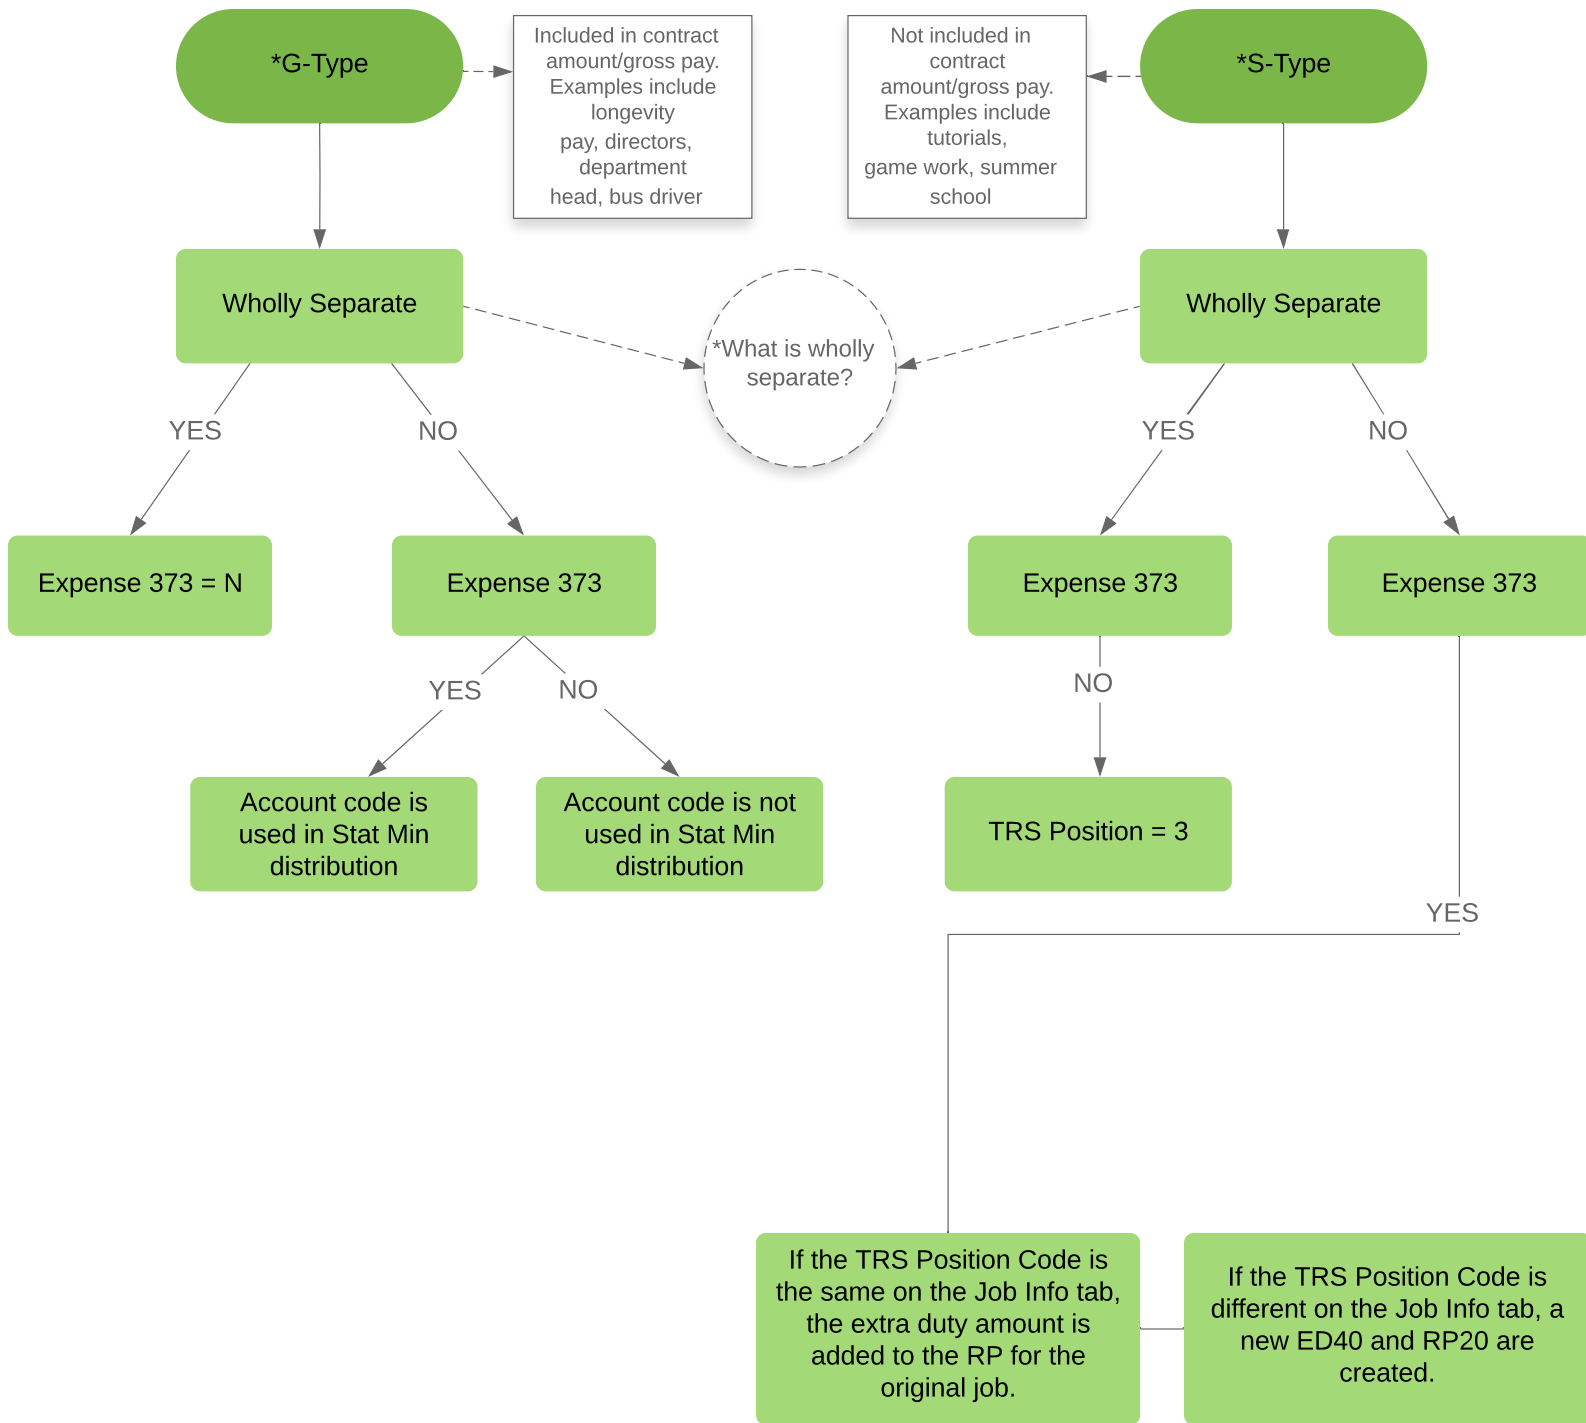 *G-Type
Included in contract
amount/gross pay.
Examples include
longevity
pay, directors,
department
head, bus driver
Not included in
contract
amount/gross pay.
Examples include
tutorials,
game work, summer
school
*S-Type
Wholly Separate
*What is wholly
separate?
Wholly Separate
YES
NO
YES
NO
Expense 373 = N
Expense 373
Expense 373
Expense 373
YES
NO
NO
Account code is
used in Stat Min
distribution
Account code is not
used in Stat Min
distribution
TRS Position = 3
YES
If the TRS Position Code is
the same on the Job Info tab,
the extra duty amount is
added to the RP for the
original job.
If the TRS Position Code is
different on the Job Info tab, a
new ED40 and RP20 are
created.